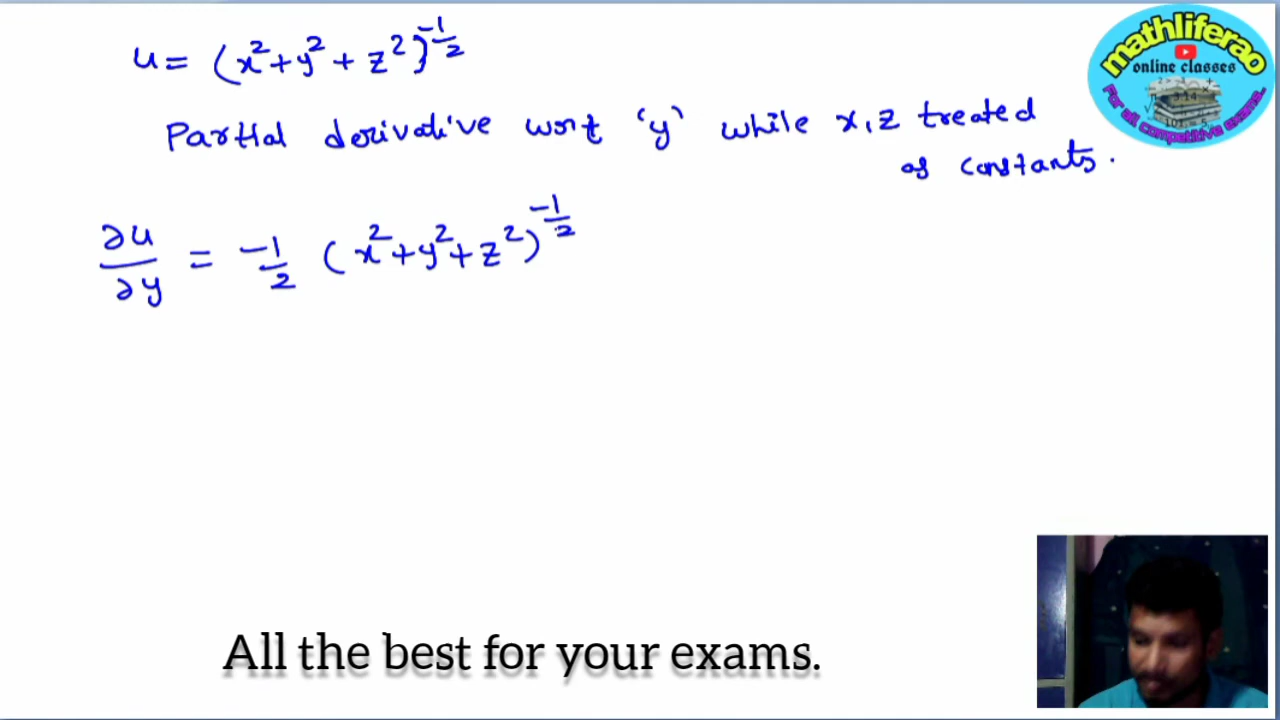 u = (x²+y²+z²)^-1/2
Partial derivative w.r.t 'y' while x, z treated
as constants.
∂u/∂y = -1/2 (x²+y²+z²)^-1/2
All the best for your exams.
mathliferao
online classes
For all competitive exams.